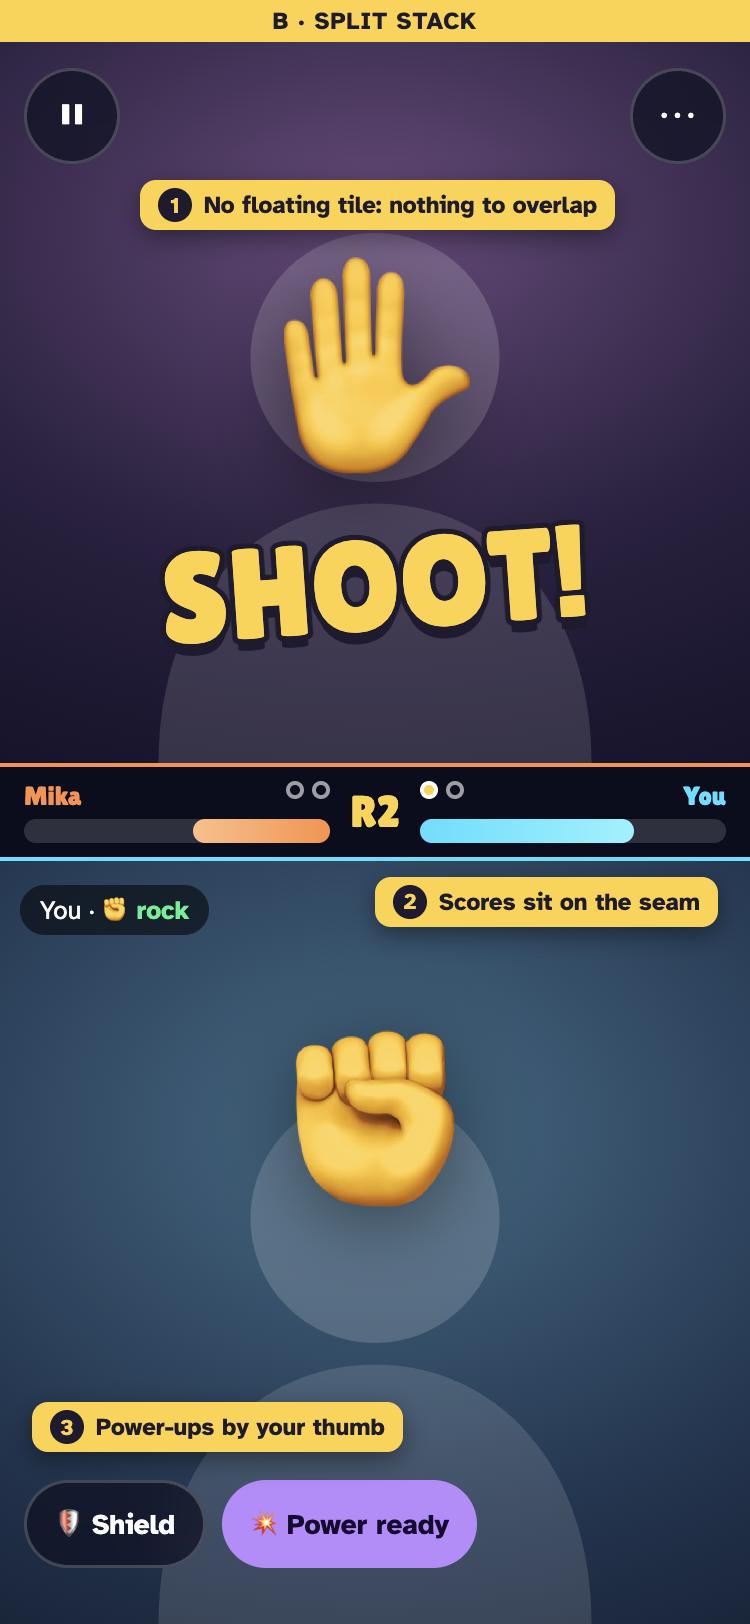 B · SPLIT STACK
1 No floating tile: nothing to overlap
SHOOT!
Mika
R2
You
You · ✊ rock
2 Scores sit on the seam
3 Power-ups by your thumb
🛡️ Shield
💥 Power ready